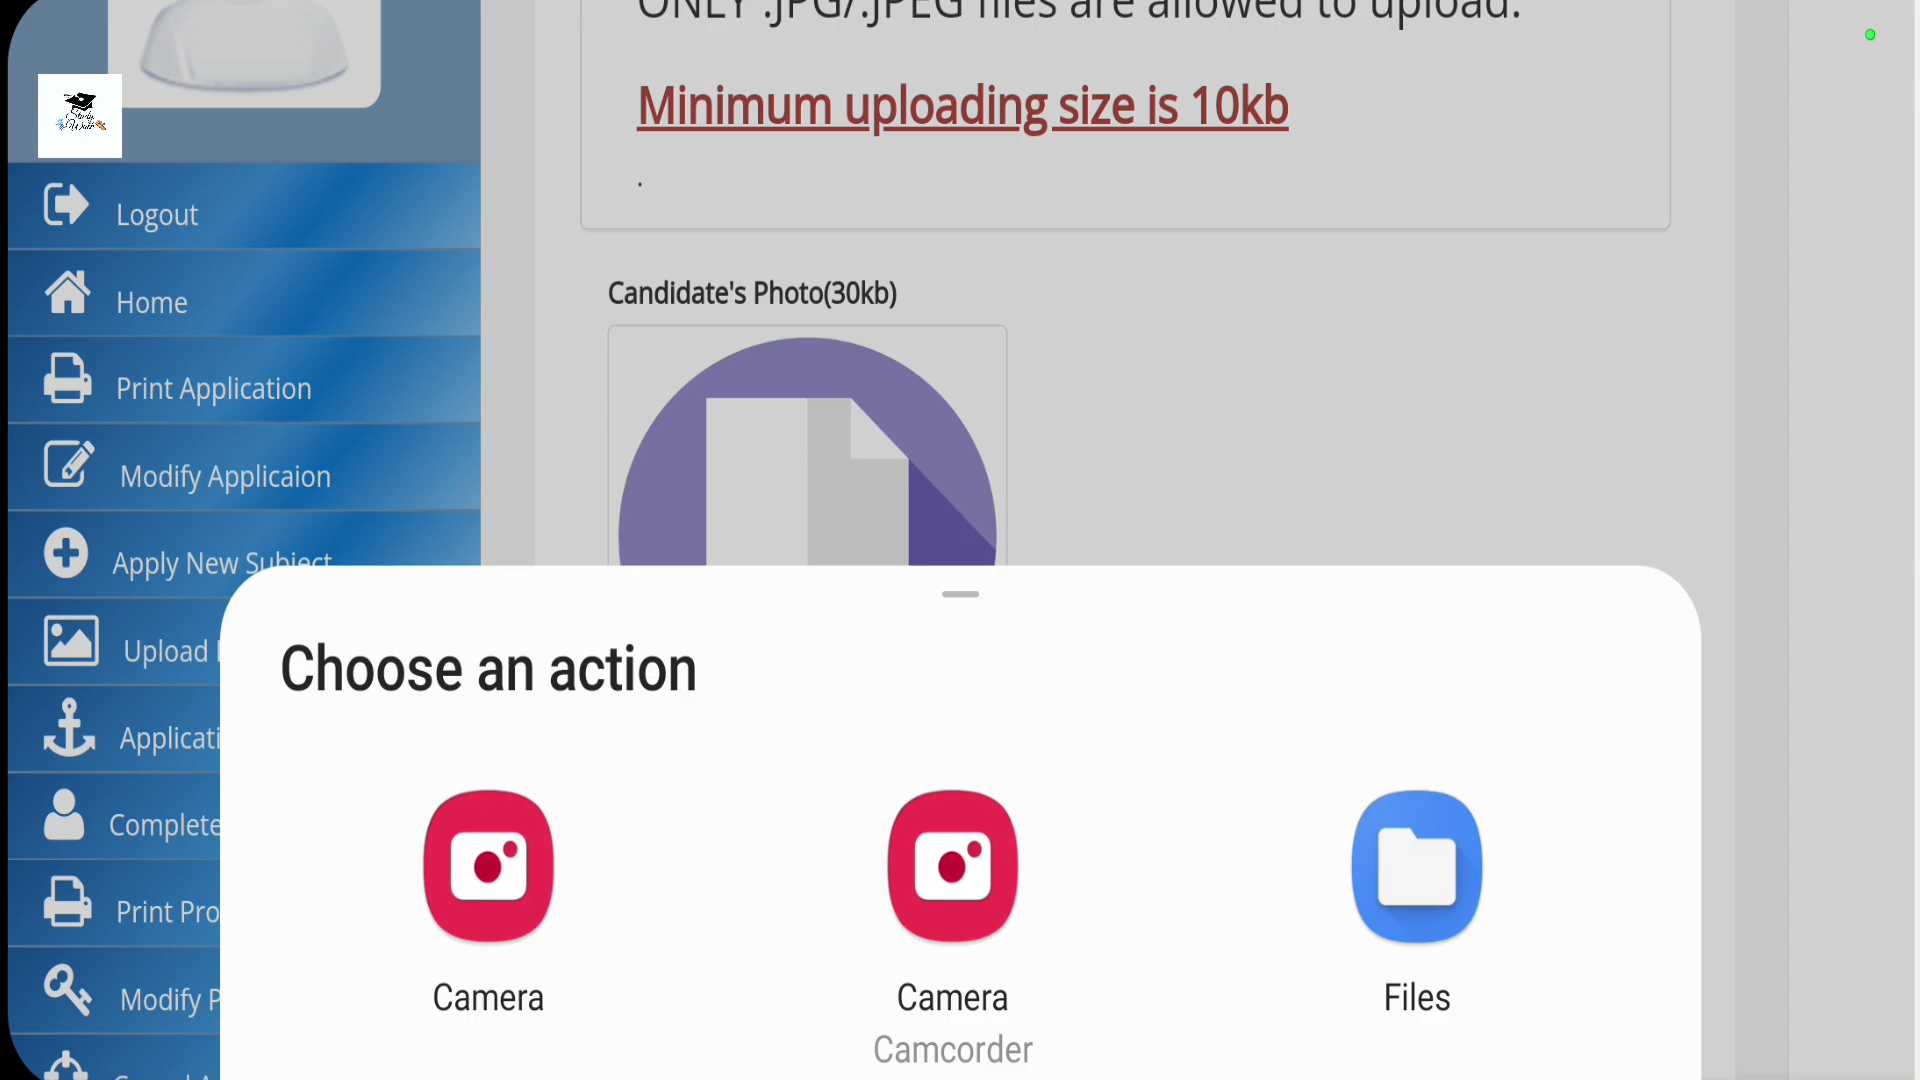 ONLY .JPG/.JPEG files are allowed to upload.
Minimum uploading size is 10kb
.
Study
Logout
Home
Print Application
Modify Applicaion
Apply New Subject
Upload
Applicati
Complete
Print Pro
Modify P
Candidate's Photo(30kb)
Choose an action
Camera
Camera
Camcorder
Files